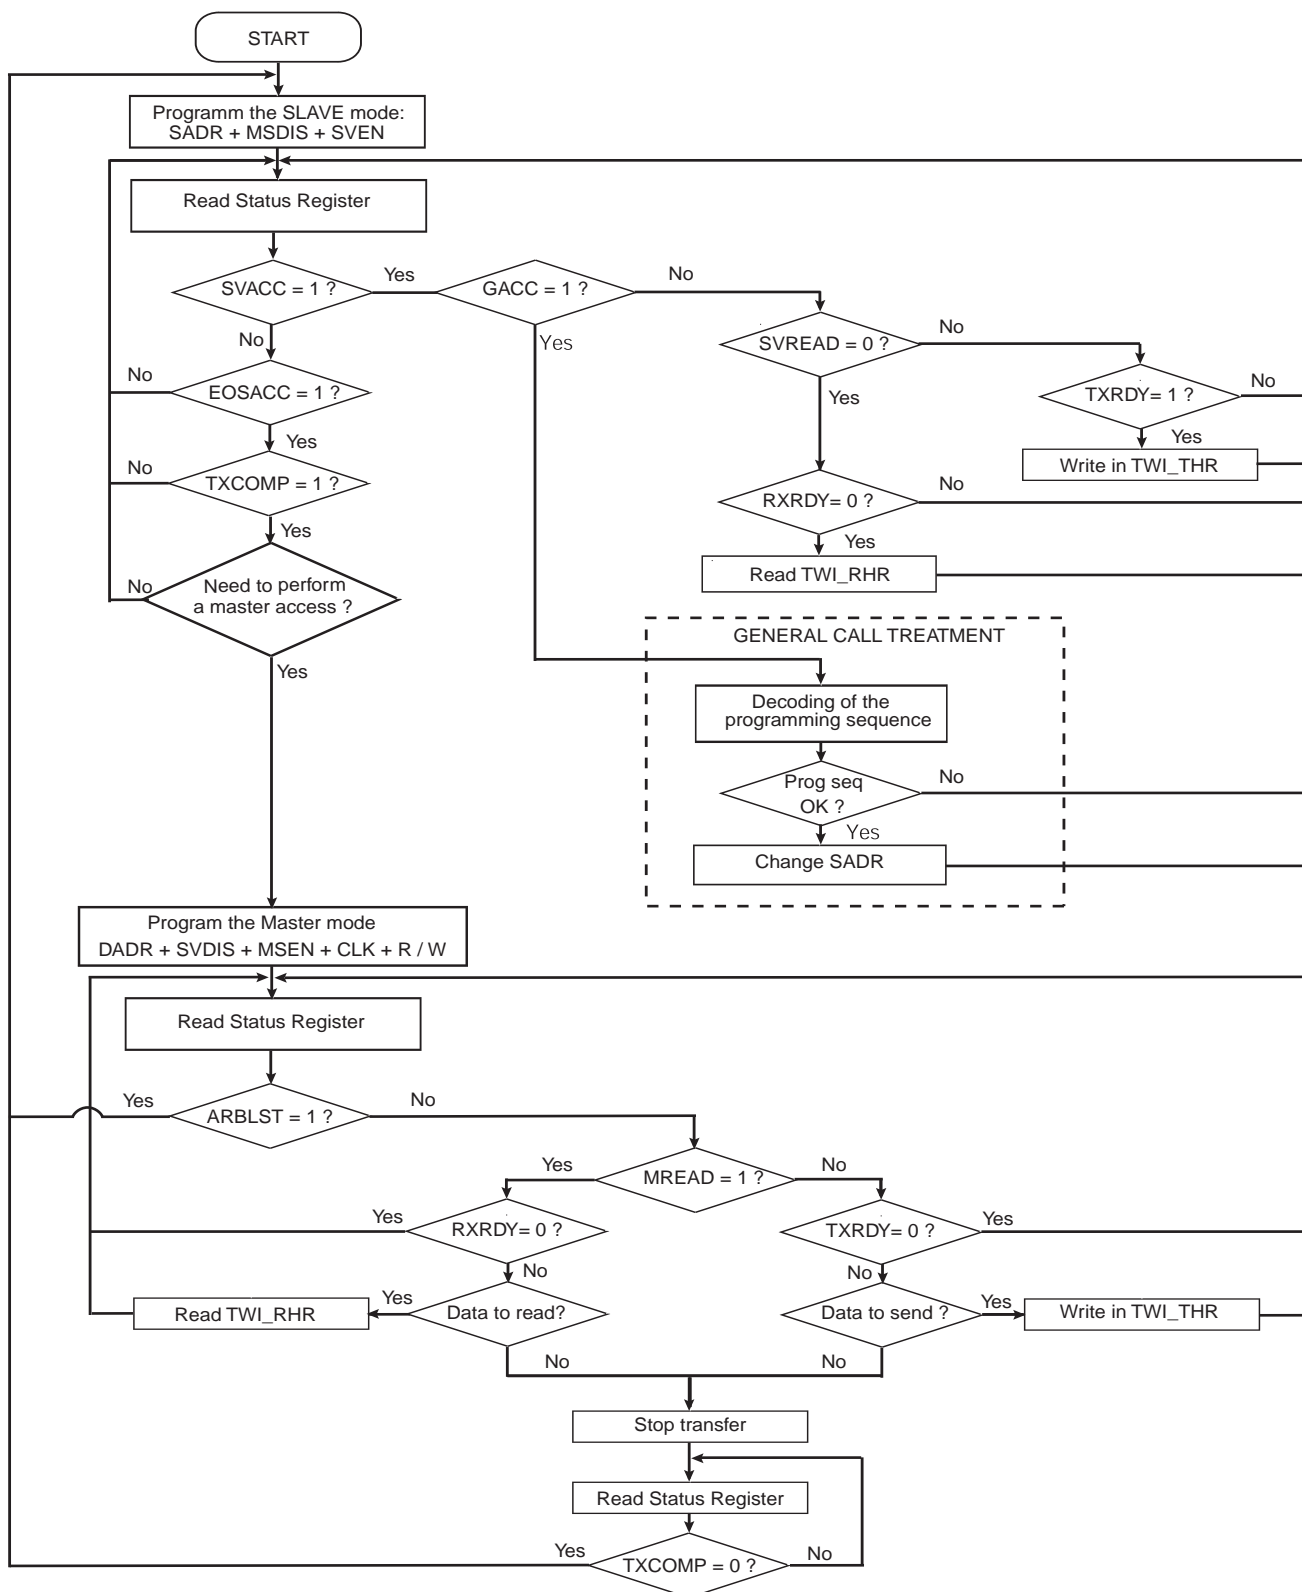 START
Programm the SLAVE mode:
SADR + MSDIS + SVEN
Read Status Register
SVACC = 1 ?
Yes
GACC = 1 ?
No
No
Yes
SVREAD = 0 ?
No
EOSACC = 1 ?
No
Yes
Yes
TXRDY= 1 ?
No
Yes
Write in TWI_THR
TXCOMP = 1 ?
No
Yes
RXRDY= 0 ?
No
Yes
Read TWI_RHR
Need to perform
a master access ?
No
Yes
GENERAL CALL TREATMENT
Decoding of the
programming sequence
Prog seq
OK ?
No
Yes
Change SADR
Program the Master mode
DADR + SVDIS + MSEN + CLK + R / W
Read Status Register
Yes
ARBLST = 1 ?
No
Yes
MREAD = 1 ?
No
Yes
RXRDY= 0 ?
TXRDY= 0 ?
Yes
No
No
Read TWI_RHR
Yes
Data to read?
Data to send ?
Yes
Write in TWI_THR
No
No
Stop transfer
Read Status Register
Yes
TXCOMP = 0 ?
No